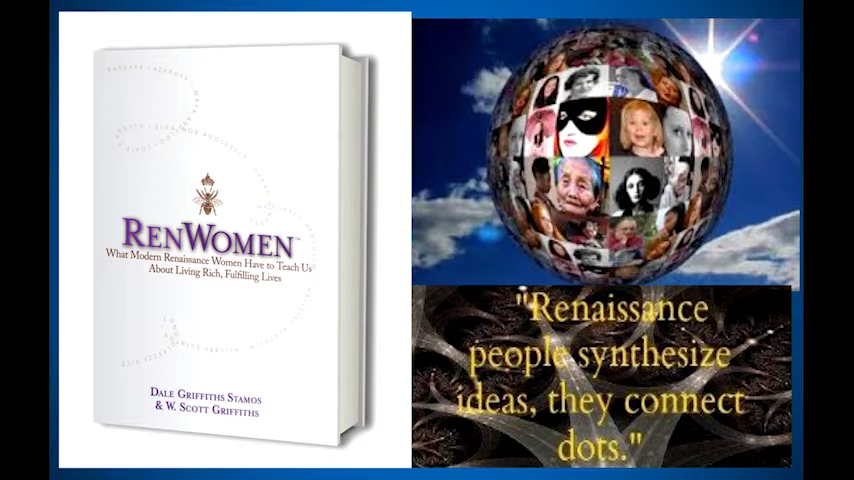 RENWOMEN™
What Modern Renaissance Women Have to Teach Us
About Living Rich, Fulfilling Lives
DALE GRIFFITHS STAMOS
& W. SCOTT GRIFFITHS
"Renaissance
people synthesize
ideas, they connect
dots."